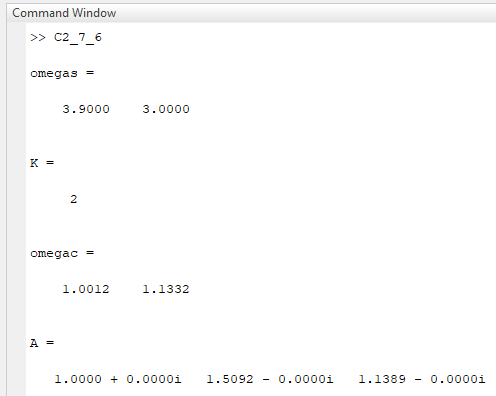 Command Window
>> C2_7_6
omegas =
3.9000 3.0000
K =
2
omegac =
1.0012 1.1332
A =
1.0000 + 0.0000i 1.5092 - 0.0000i 1.1389 - 0.0000i